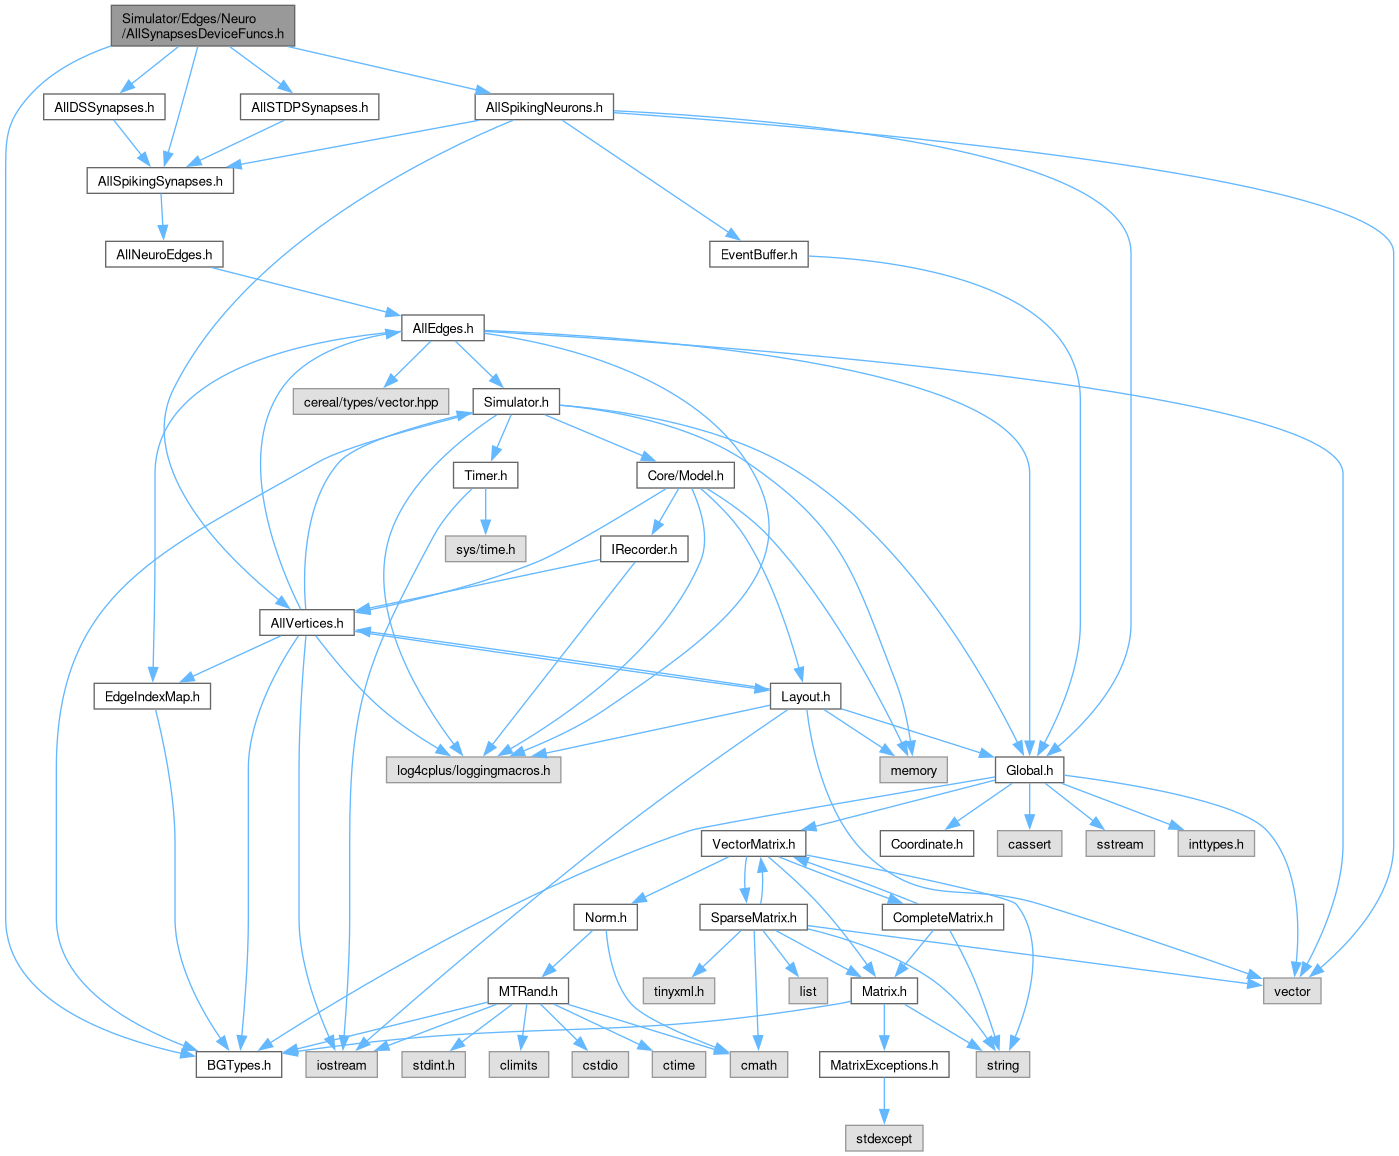 Simulator/Edges/Neuro
/AllSynapsesDeviceFuncs.h
AllDSSynapses.h
AllSTDPSynapses.h
AllSpikingNeurons.h
AllSpikingSynapses.h
AllNeuroEdges.h
EventBuffer.h
AllEdges.h
cereal/types/vector.hpp
Simulator.h
Timer.h
Core/Model.h
sys/time.h
IRecorder.h
AllVertices.h
EdgeIndexMap.h
Layout.h
log4cplus/loggingmacros.h
memory
Global.h
VectorMatrix.h
Coordinate.h
cassert
sstream
inttypes.h
Norm.h
SparseMatrix.h
CompleteMatrix.h
MTRand.h
tinyxml.h
list
Matrix.h
vector
BGTypes.h
iostream
stdint.h
climits
cstdio
ctime
cmath
MatrixExceptions.h
string
stdexcept